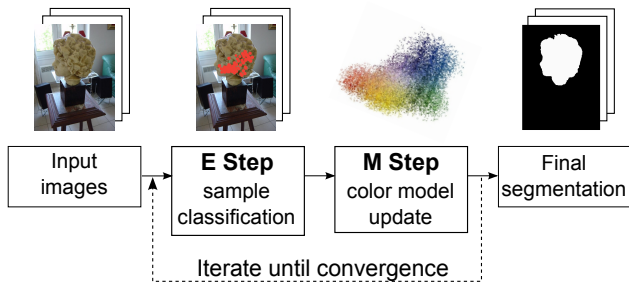 Input
images
E Step
sample
classification
M Step
color model
update
Final
segmentation
Iterate until convergence